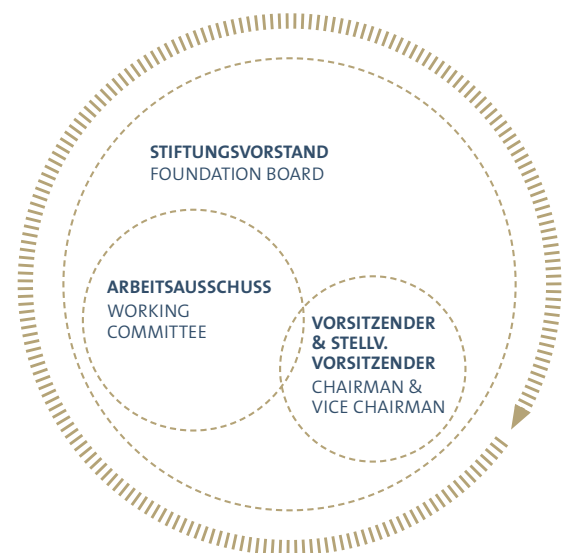 STIFTUNGSVORSTAND
FOUNDATION BOARD
ARBEITSAUSSCHUSS
WORKING
COMMITTEE
VORSITZENDER
& STELLV.
VORSITZENDER
CHAIRMAN &
VICE CHAIRMAN